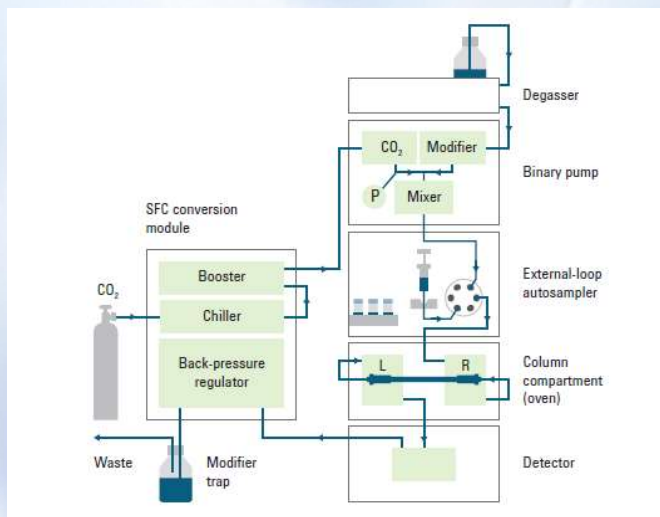 Degasser
CO₂
Modifier
Binary pump
P
Mixer
SFC conversion
module
CO₂
Booster
Chiller
External-loop
autosampler
Back-pressure
regulator
L
R
Column
compartment
(oven)
Waste
Modifier
trap
Detector